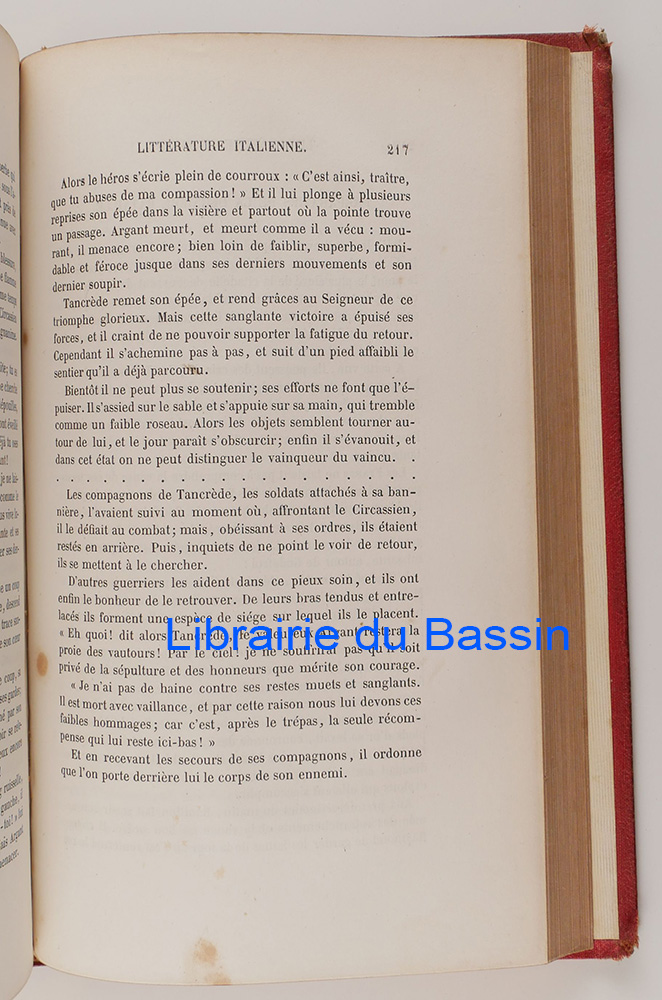 LITTÉRATURE ITALIENNE. 217
Alors le héros s'écrie plein de courroux : « C'est ainsi, traître,
que tu abuses de ma compassion ! » Et il lui plonge à plusieurs
reprises son épée dans la visière et partout où la pointe trouve
un passage. Argant meurt, et meurt comme il a vécu : mou-
rant, il menace encore ; bien loin de faiblir, superbe, formi-
dable et féroce jusque dans ses derniers mouvements et son
dernier soupir.
Tancrède remet son épée, et rend grâces au Seigneur de ce
triomphe glorieux. Mais cette sanglante victoire a épuisé ses
forces, et il craint de ne pouvoir supporter la fatigue du retour.
Cependant il s'achemine pas à pas, et suit d'un pied affaibli le
sentier qu'il a déjà parcouru.
Bientôt il ne peut plus se soutenir ; ses efforts ne font que l'é-
puiser. Il s'assied sur le sable et s'appuie sur sa main, qui tremble
comme un faible roseau. Alors les objets semblent tourner au-
tour de lui, et le jour paraît s'obscurcir ; enfin il s'évanouit, et
dans cet état on ne peut distinguer le vainqueur du vaincu. .
. . . . . . . . . . . . . . . . . . .
Les compagnons de Tancrède, les soldats attachés à sa ban-
nière, l'avaient suivi au moment où, affrontant le Circassien,
il le défiait au combat ; mais, obéissant à ses ordres, ils étaient
restés en arrière. Puis, inquiets de ne point le voir de retour,
ils se mettent à le chercher.
D'autres guerriers les aident dans ce pieux soin, et ils ont
enfin le bonheur de le retrouver. De leurs bras tendus et entre-
lacés ils forment une espèce de siége sur lequel ils le placent.
« Eh quoi ! dit alors Tancrède, le valeureux Argant restera la
proie des vautours ! Par le ciel ! je ne souffrirai pas qu'il soit
privé de la sépulture et des honneurs que mérite son courage.
« Je n'ai pas de haine contre ses restes muets et sanglants.
Il est mort avec vaillance, et par cette raison nous lui devons ces
faibles hommages ; car c'est, après le trépas, la seule récom-
pense qui lui reste ici-bas ! »
Et en recevant les secours de ses compagnons, il ordonne
que l'on porte derrière lui le corps de son ennemi.
Librairie du Bassin